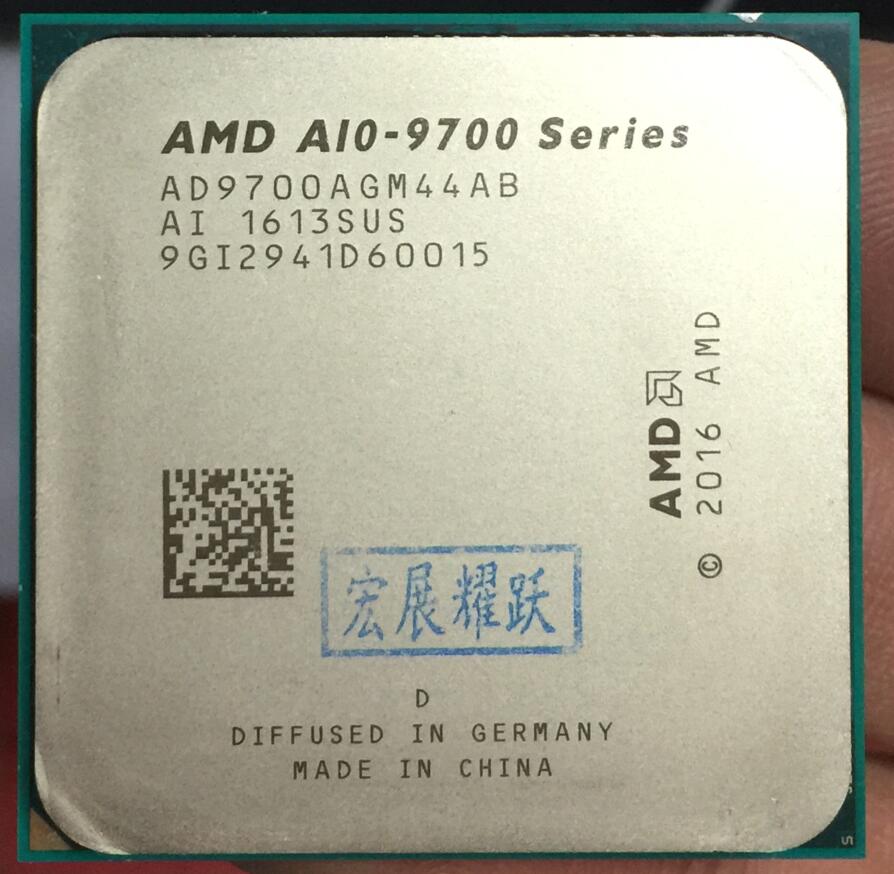 AMD A10-9700 Series
AD9700AGM44AB
AI 1613SUS
9GI2941D60015
AMD
© 2016 AMD
宏展耀跃
D
DIFFUSED IN GERMANY
MADE IN CHINA